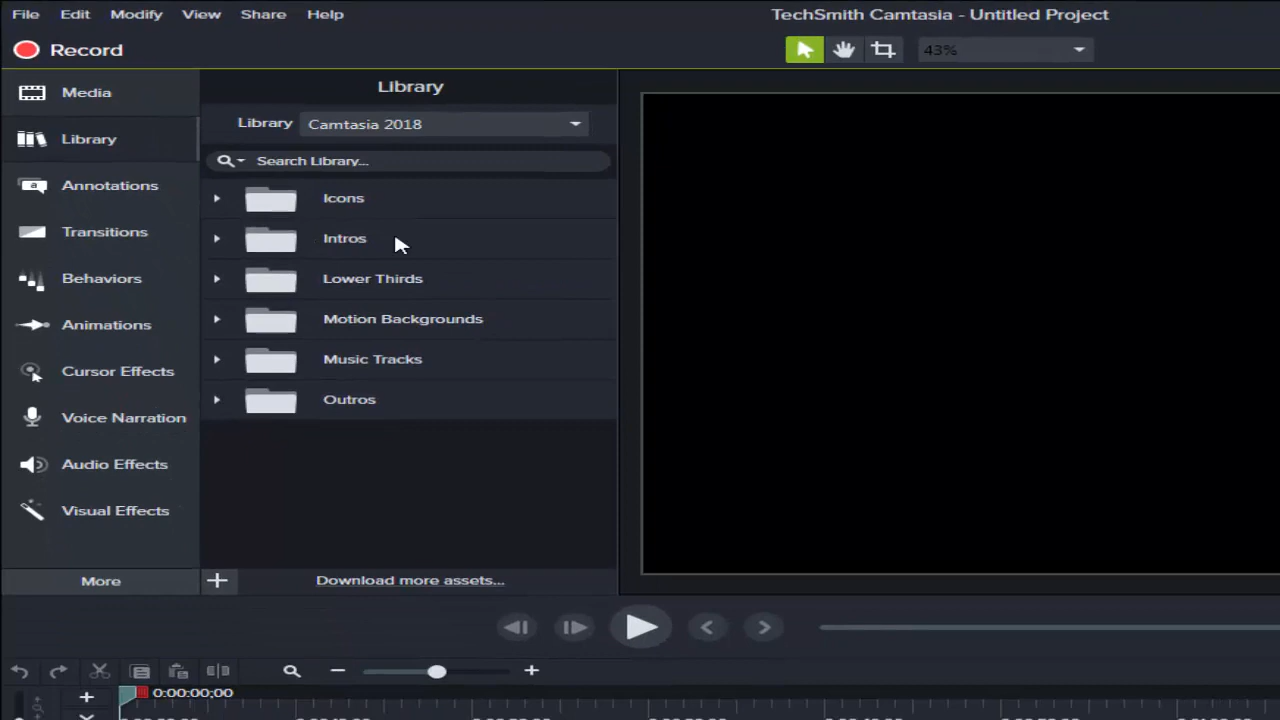 File Edit Modify View Share Help
TechSmith Camtasia - Untitled Project
Record
43%
Media
Library
Annotations
Transitions
Behaviors
Animations
Cursor Effects
Voice Narration
Audio Effects
Visual Effects
More
Library
Library Camtasia 2018
Search Library...
Icons
Intros
Lower Thirds
Motion Backgrounds
Music Tracks
Outros
Download more assets...
0:00:00;00